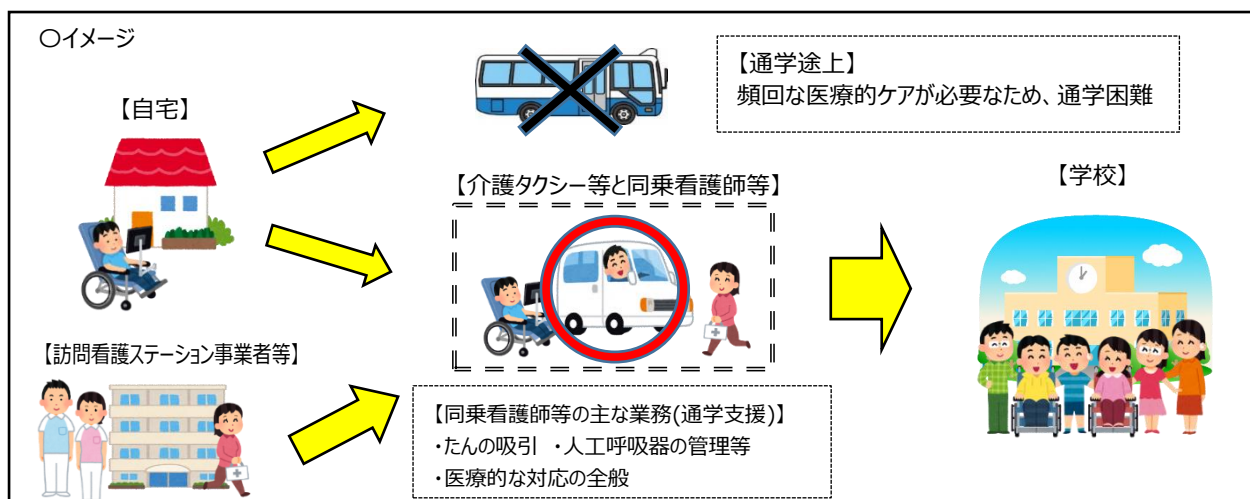 〇イメージ
【通学途上】
頻回な医療的ケアが必要なため、通学困難
【自宅】
【介護タクシー等と同乗看護師等】
【学校】
【訪問看護ステーション事業者等】
【同乗看護師等の主な業務(通学支援)】
・たんの吸引 ・人工呼吸器の管理等
・医療的な対応の全般